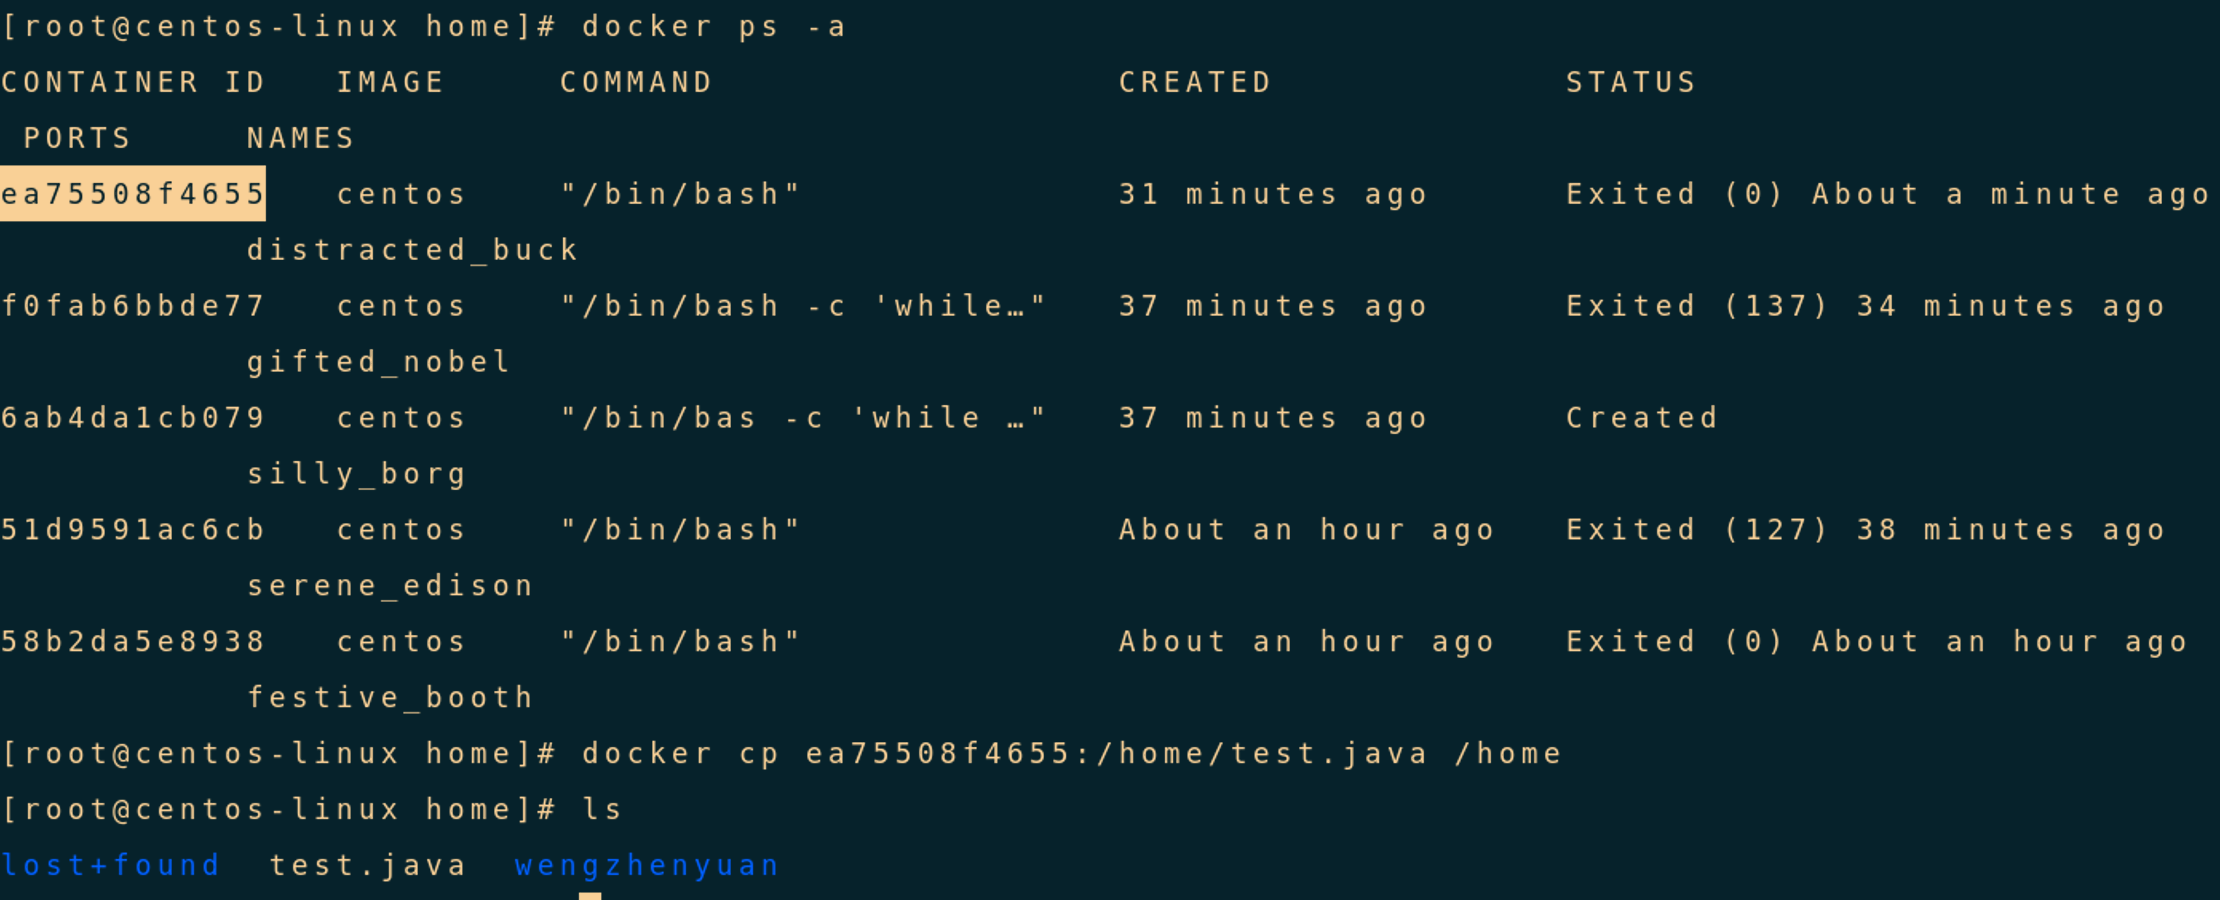 [root@centos-linux home]# docker ps -a
CONTAINER ID   IMAGE     COMMAND                  CREATED             STATUS
 PORTS     NAMES
ea75508f4655   centos    "/bin/bash"              31 minutes ago      Exited (0) About a minute ago
           distracted_buck
f0fab6bbde77   centos    "/bin/bash -c 'while…"   37 minutes ago      Exited (137) 34 minutes ago
           gifted_nobel
6ab4da1cb079   centos    "/bin/bas -c 'while …"   37 minutes ago      Created
           silly_borg
51d9591ac6cb   centos    "/bin/bash"              About an hour ago   Exited (127) 38 minutes ago
           serene_edison
58b2da5e8938   centos    "/bin/bash"              About an hour ago   Exited (0) About an hour ago
           festive_booth
[root@centos-linux home]# docker cp ea75508f4655:/home/test.java /home
[root@centos-linux home]# ls
lost+found  test.java  wengzhenyuan